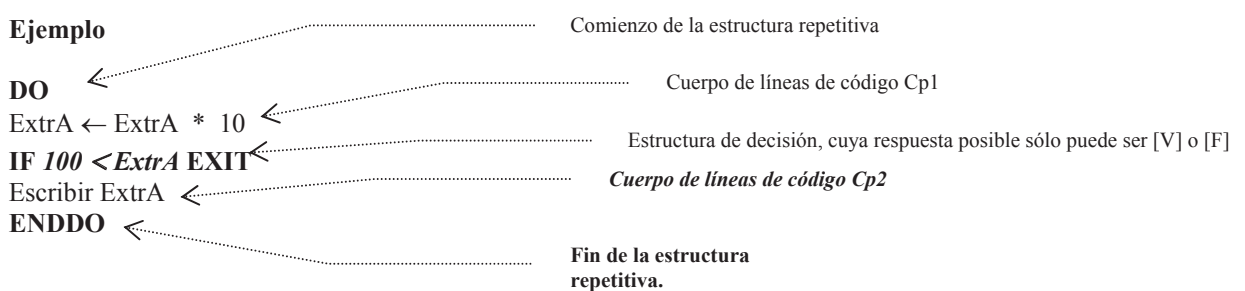 Ejemplo
Comienzo de la estructura repetitiva
DO
Cuerpo de líneas de código Cp1
ExtrA ← ExtrA * 10
Estructura de decisión, cuya respuesta posible sólo puede ser [V] o [F]
IF 100 < ExtrA EXIT
Cuerpo de líneas de código Cp2
Escribir ExtrA
ENDDO
Fin de la estructura
repetitiva.